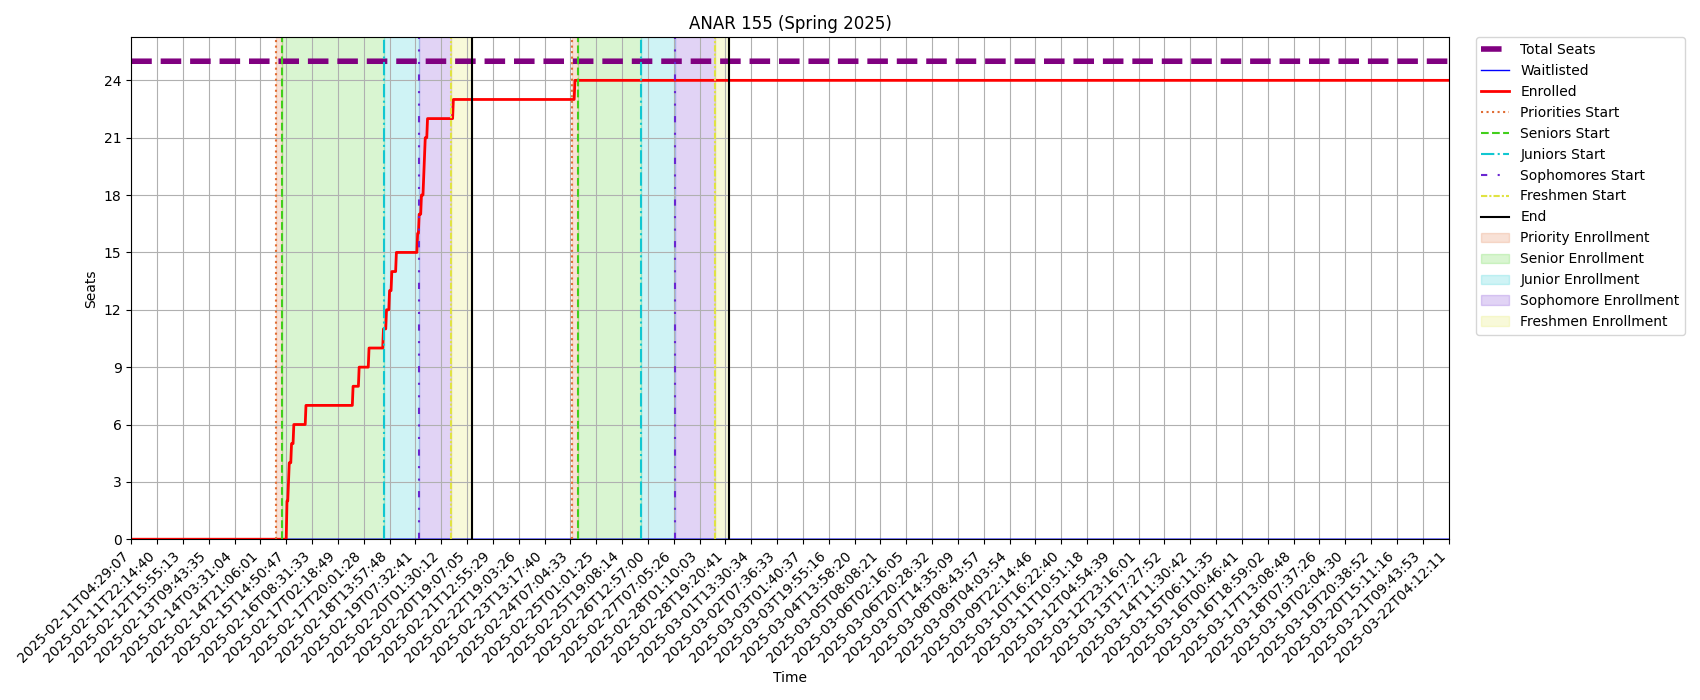 ANAR 155 (Spring 2025)
Seats
24
21
18
15
12
9
6
3
0
2025-02-11T04:29:07
2025-02-11T22:14:40
2025-02-12T15:55:13
2025-02-13T09:43:35
2025-02-14T03:31:04
2025-02-14T21:06:01
2025-02-15T14:50:47
2025-02-16T08:31:33
2025-02-17T02:18:49
2025-02-17T20:01:28
2025-02-18T13:57:48
2025-02-19T07:32:41
2025-02-20T01:30:12
2025-02-20T19:07:05
2025-02-21T12:55:29
2025-02-22T19:03:26
2025-02-23T13:17:40
2025-02-24T07:04:33
2025-02-25T01:01:25
2025-02-25T19:08:14
2025-02-26T12:57:00
2025-02-27T07:05:26
2025-02-28T01:10:03
2025-02-28T19:20:41
2025-03-01T13:30:34
2025-03-02T07:36:33
2025-03-03T01:40:37
2025-03-03T19:55:16
2025-03-04T13:58:20
2025-03-05T08:08:21
2025-03-06T02:16:05
2025-03-06T20:28:32
2025-03-07T14:35:09
2025-03-08T08:43:57
2025-03-09T04:03:54
2025-03-09T22:14:46
2025-03-10T16:22:40
2025-03-11T10:51:18
2025-03-12T04:54:39
2025-03-12T23:16:01
2025-03-13T17:27:52
2025-03-14T11:30:42
2025-03-15T06:11:35
2025-03-16T00:46:41
2025-03-16T18:59:02
2025-03-17T13:08:48
2025-03-18T07:37:26
2025-03-19T02:04:30
2025-03-19T20:38:52
2025-03-20T15:11:16
2025-03-21T09:43:53
2025-03-22T04:12:11
Time
Total Seats
Waitlisted
Enrolled
Priorities Start
Seniors Start
Juniors Start
Sophomores Start
Freshmen Start
End
Priority Enrollment
Senior Enrollment
Junior Enrollment
Sophomore Enrollment
Freshmen Enrollment